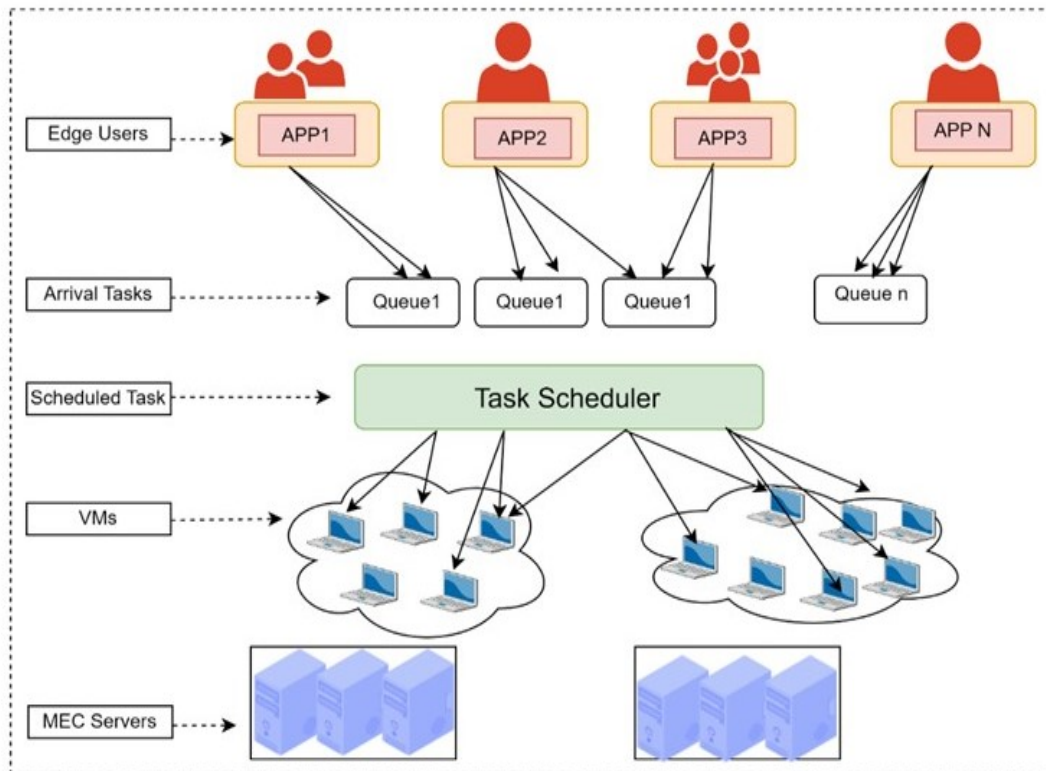 Edge Users
APP1
APP2
APP3
APP N
Arrival Tasks
Queue1
Queue1
Queue1
Queue n
Scheduled Task
Task Scheduler
VMs
MEC Servers